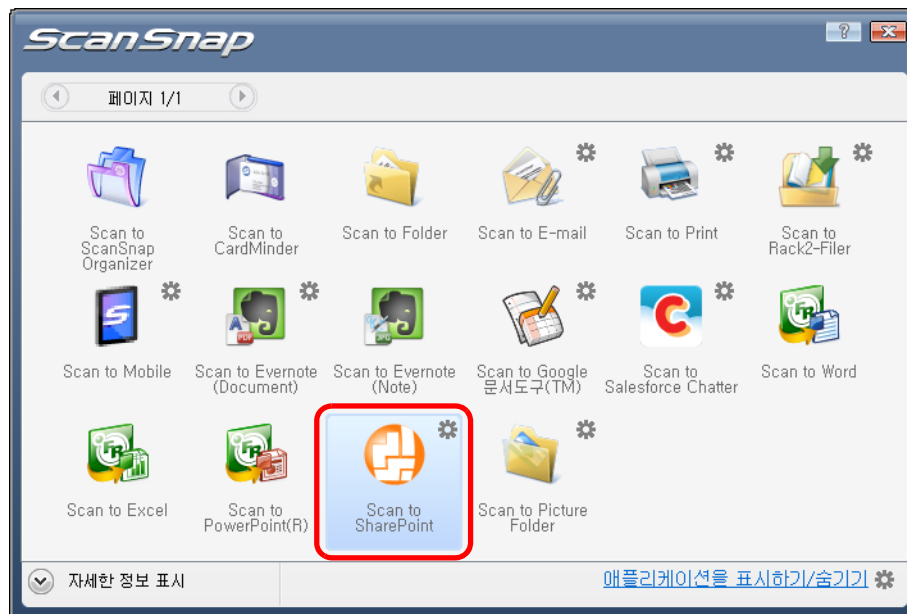 ScanSnap
페이지 1/1
Scan to
ScanSnap
Organizer
Scan to
CardMinder
Scan to Folder
Scan to E-mail
Scan to Print
Scan to
Rack2-Filer
Scan to Mobile
Scan to Evernote
(Document)
Scan to Evernote
(Note)
Scan to Google
문서도구(TM)
Scan to
Salesforce Chatter
Scan to Word
Scan to Excel
Scan to
PowerPoint(R)
Scan to
SharePoint
Scan to Picture
Folder
자세한 정보 표시
애플리케이션을 표시하기/숨기기